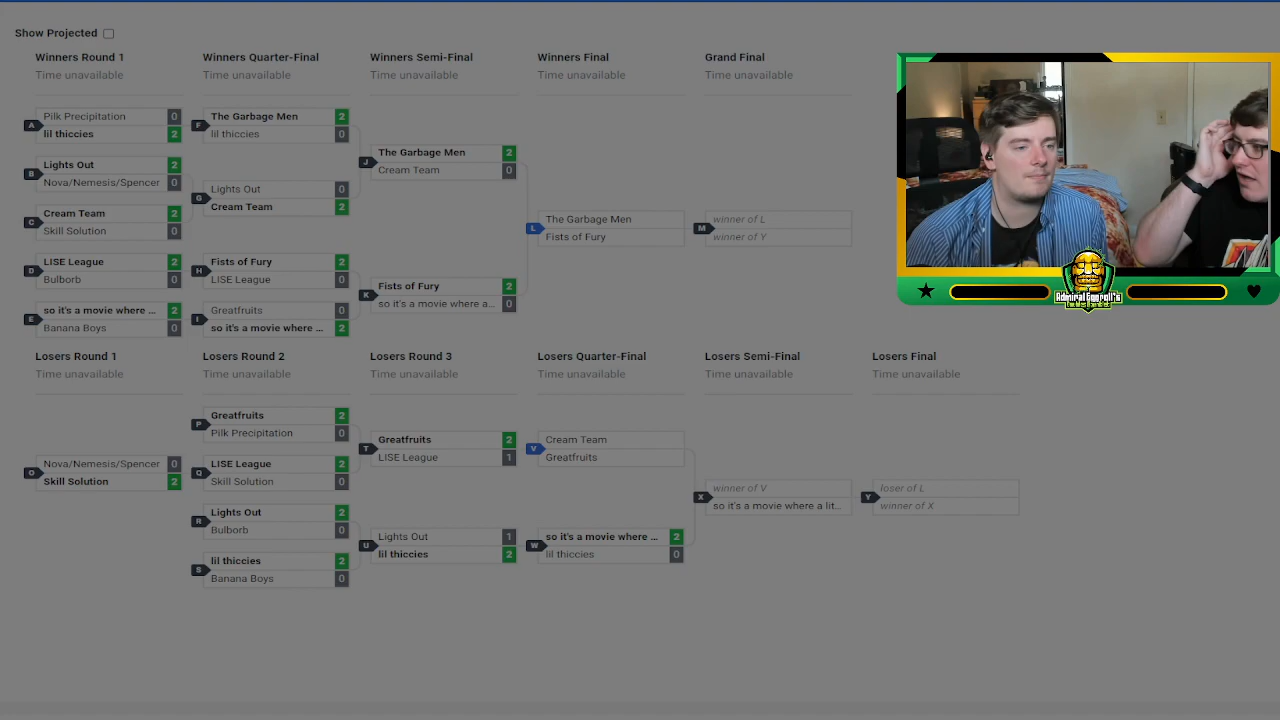 Show Projected
Winners Round 1
Time unavailable
Winners Quarter-Final
Time unavailable
Winners Semi-Final
Time unavailable
Winners Final
Time unavailable
Grand Final
Time unavailable
A
Pilk Precipitation 0
lil thiccies 2
B
Lights Out 2
Nova/Nemesis/Spencer 0
C
Cream Team 2
Skill Solution 0
D
LISE League 2
Bulborb 0
E
so it's a movie where ... 2
Banana Boys 0
F
The Garbage Men 2
lil thiccies 0
G
Lights Out 0
Cream Team 2
H
Fists of Fury 2
LISE League 0
I
Greatfruits 0
so it's a movie where ... 2
J
The Garbage Men 2
Cream Team 0
K
Fists of Fury 2
so it's a movie where a... 0
L
The Garbage Men
Fists of Fury
M
winner of L
winner of Y
Losers Round 1
Time unavailable
Losers Round 2
Time unavailable
Losers Round 3
Time unavailable
Losers Quarter-Final
Time unavailable
Losers Semi-Final
Time unavailable
Losers Final
Time unavailable
O
Nova/Nemesis/Spencer 0
Skill Solution 2
P
Greatfruits 2
Pilk Precipitation 0
Q
LISE League 2
Skill Solution 0
R
Lights Out 2
Bulborb 0
S
lil thiccies 2
Banana Boys 0
T
Greatfruits 2
LISE League 1
U
Lights Out 1
lil thiccies 2
V
Cream Team
Greatfruits
W
so it's a movie where ... 2
lil thiccies 0
X
winner of V
so it's a movie where a lit...
Y
loser of L
winner of X
Admiral Eggroll's